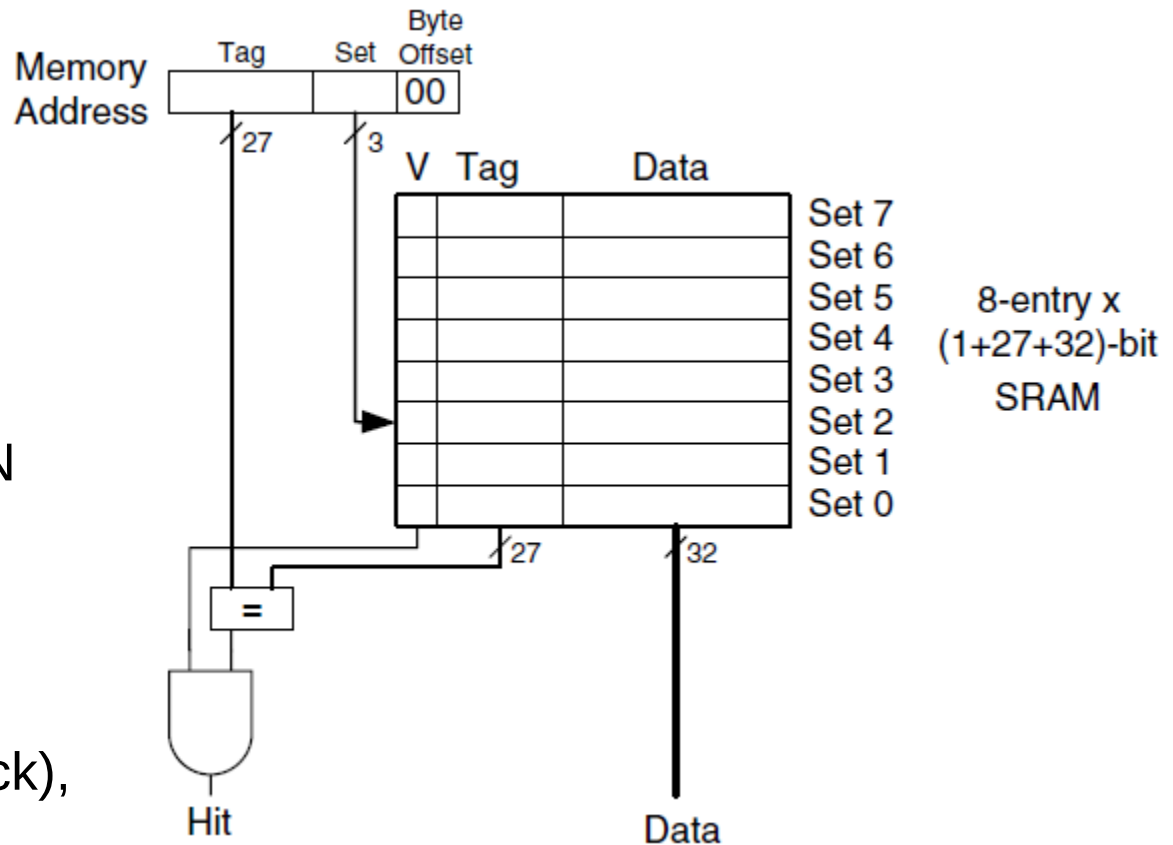 Byte
Tag Set Offset
Memory
Address
00
27 3
V Tag Data
Set 7
Set 6
Set 5
Set 4
Set 3
Set 2
Set 1
Set 0
8-entry x
(1+27+32)-bit
SRAM
N
27 32
=
ck),
Hit
Data